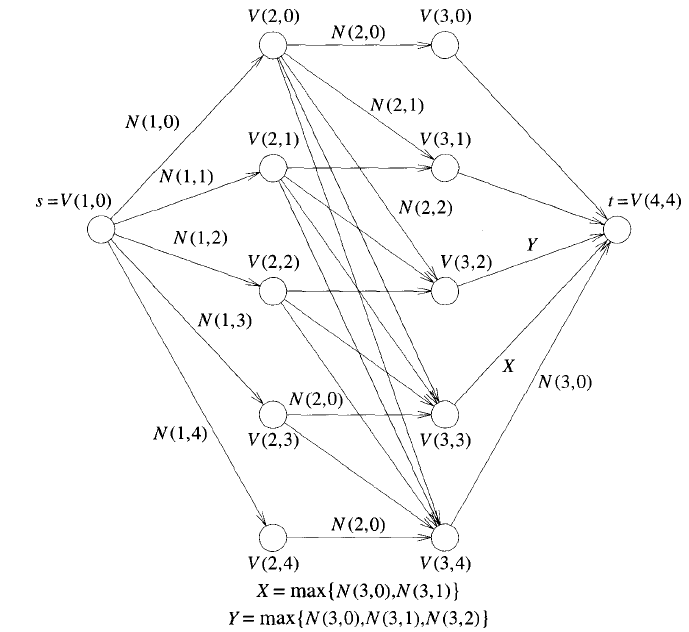 V(2,0)
V(3,0)
N(2,0)
N(1,0)
N(2,1)
V(2,1)
V(3,1)
N(1,1)
s=V(1,0)
N(2,2)
t=V(4,4)
N(1,2)
Y
V(2,2)
V(3,2)
N(1,3)
X
N(3,0)
N(2,0)
N(1,4)
V(2,3)
V(3,3)
N(2,0)
V(2,4)
V(3,4)
X=max{N(3,0),N(3,1)}
Y=max{N(3,0),N(3,1),N(3,2)}